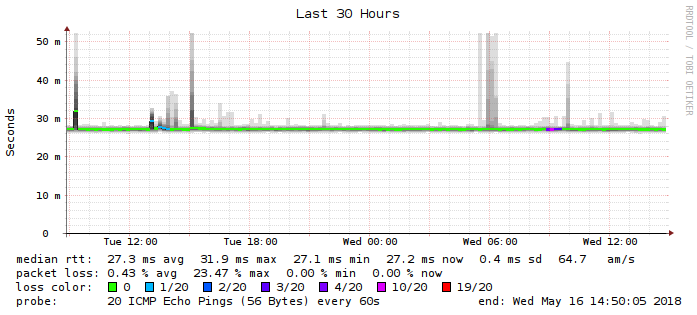 Last 30 Hours
RRDTOOL / TOBI OETIKER
Seconds
50 m
40 m
30 m
20 m
10 m
0
Tue 12:00 Tue 18:00 Wed 00:00 Wed 06:00 Wed 12:00
median rtt: 27.3 ms avg 31.9 ms max 27.1 ms min 27.2 ms now 0.4 ms sd 64.7 am/s
packet loss: 0.43 % avg 23.47 % max 0.00 % min 0.00 % now
loss color: 0 1/20 2/20 3/20 4/20 10/20 19/20
probe: 20 ICMP Echo Pings (56 Bytes) every 60s end: Wed May 16 14:50:05 2018